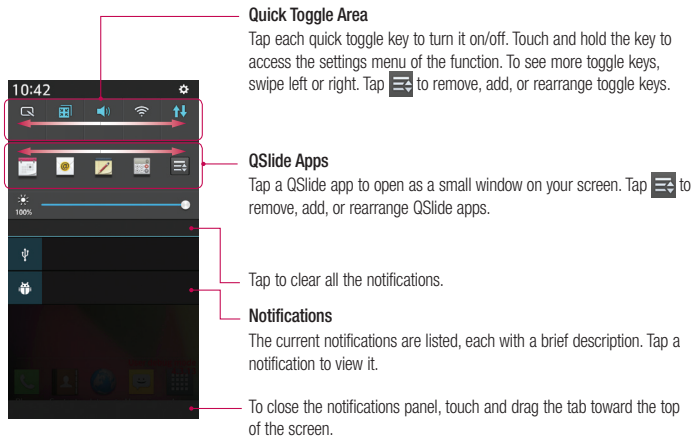 Quick Toggle Area
Tap each quick toggle key to turn it on/off. Touch and hold the key to
access the settings menu of the function. To see more toggle keys,
swipe left or right. Tap to remove, add, or rearrange toggle keys.
10:42
QSlide Apps
Tap a QSlide app to open as a small window on your screen. Tap to
remove, add, or rearrange QSlide apps.
100%
Tap to clear all the notifications.
Notifications
The current notifications are listed, each with a brief description. Tap a
notification to view it.
To close the notifications panel, touch and drag the tab toward the top
of the screen.